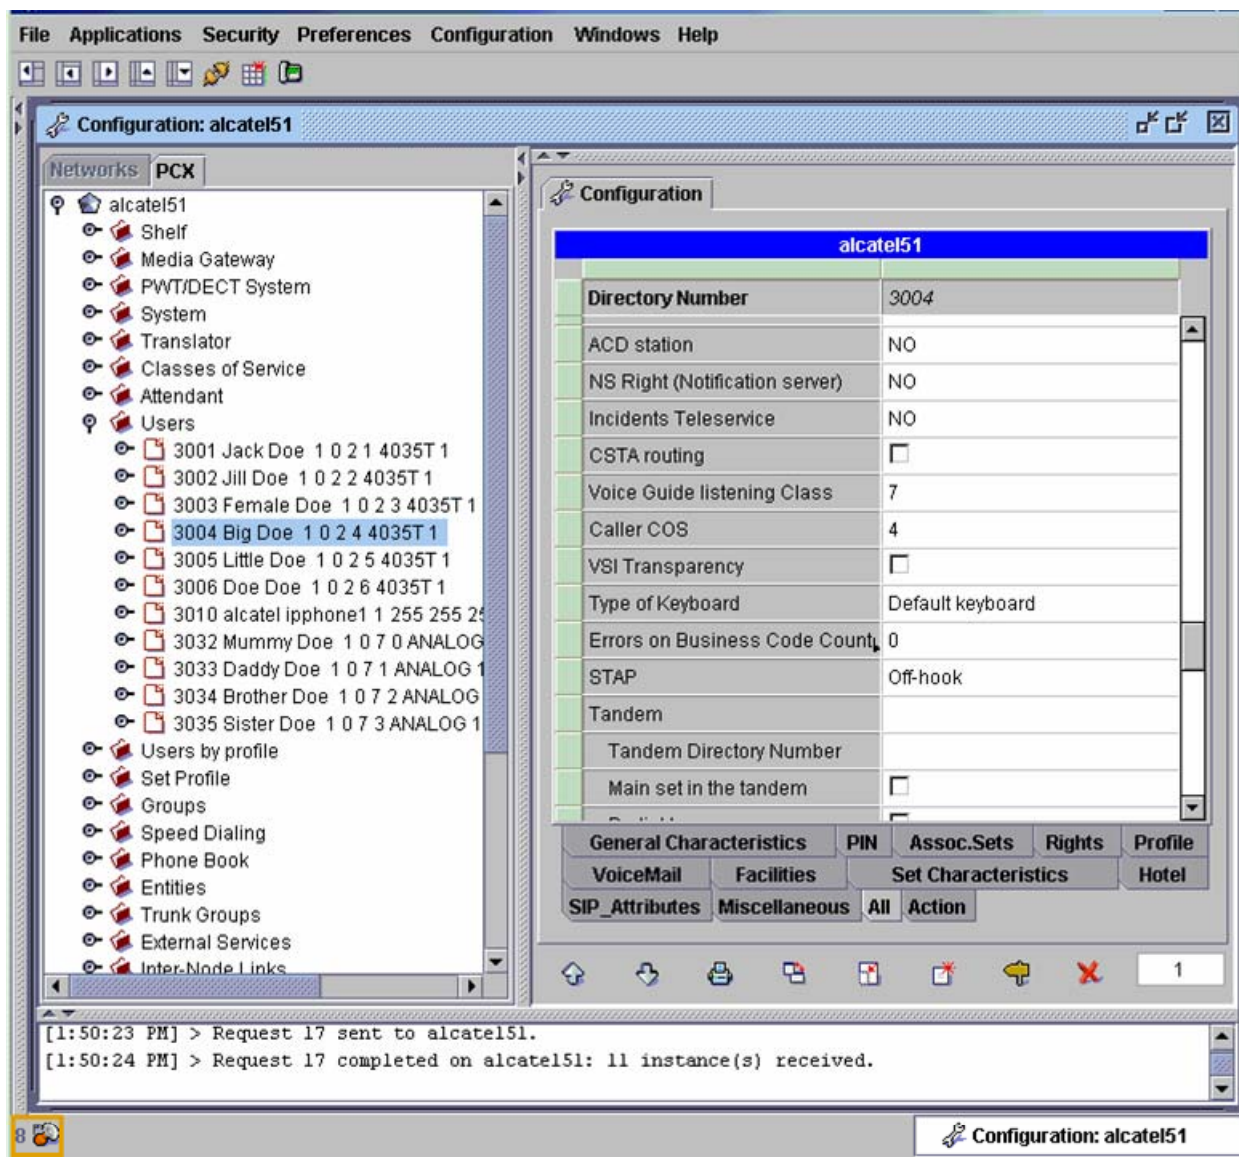 File Applications Security Preferences Configuration Windows Help
Configuration: alcatel51
Networks PCX
alcatel51
Shelf
Media Gateway
PWT/DECT System
System
Translator
Classes of Service
Attendant
Users
3001 Jack Doe 1 0 2 1 4035T 1
3002 Jill Doe 1 0 2 2 4035T 1
3003 Female Doe 1 0 2 3 4035T 1
3004 Big Doe 1 0 2 4 4035T 1
3005 Little Doe 1 0 2 5 4035T 1
3006 Doe Doe 1 0 2 6 4035T 1
3010 alcatel ipphone1 1 255 255 25
3032 Mummy Doe 1 0 7 0 ANALOG
3033 Daddy Doe 1 0 7 1 ANALOG 1
3034 Brother Doe 1 0 7 2 ANALOG
3035 Sister Doe 1 0 7 3 ANALOG 1
Users by profile
Set Profile
Groups
Speed Dialing
Phone Book
Entities
Trunk Groups
External Services
Inter-Node Links
Configuration
alcatel51
Directory Number 3004
ACD station NO
NS Right (Notification server) NO
Incidents Teleservice NO
CSTA routing
Voice Guide listening Class 7
Caller COS 4
VSI Transparency
Type of Keyboard Default keyboard
Errors on Business Code Count 0
STAP Off-hook
Tandem
Tandem Directory Number
Main set in the tandem
General Characteristics PIN Assoc.Sets Rights Profile
VoiceMail Facilities Set Characteristics Hotel
SIP_Attributes Miscellaneous All Action
1
[1:50:23 PM] > Request 17 sent to alcatel51.
[1:50:24 PM] > Request 17 completed on alcatel51: 11 instance(s) received.
8
Configuration: alcatel51